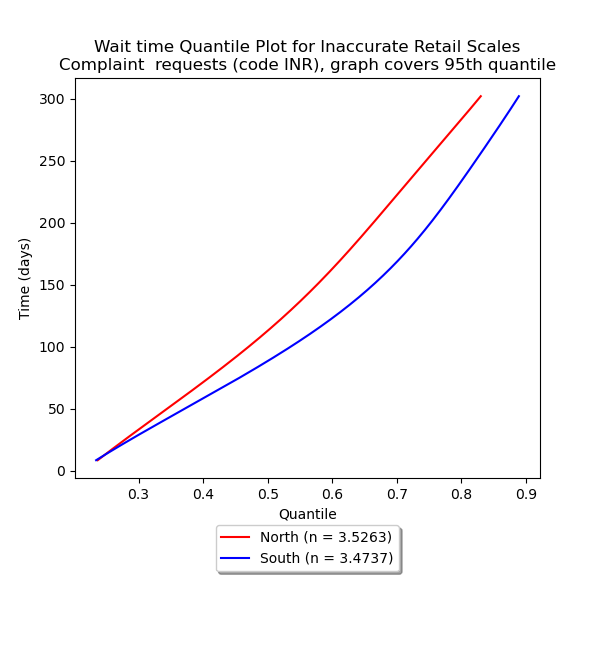 Wait time Quantile Plot for Inaccurate Retail Scales
Complaint  requests (code INR), graph covers 95th quantile
300
250
200
150
100
50
0
Time (days)
0.3 0.4 0.5 0.6 0.7 0.8 0.9
Quantile
North (n = 3.5263)
South (n = 3.4737)